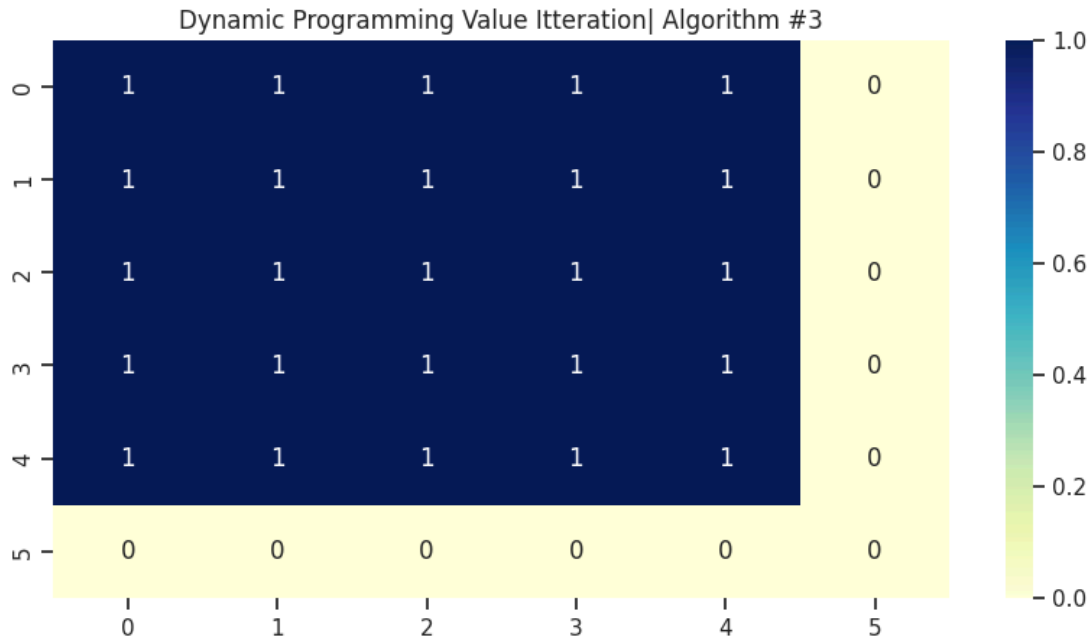 Dynamic Programming Value Itteration| Algorithm #3
0 1 1 1 1 1 0
1 1 1 1 1 1 0
2 1 1 1 1 1 0
3 1 1 1 1 1 0
4 1 1 1 1 1 0
5 0 0 0 0 0 0
0 1 2 3 4 5
1.0
0.8
0.6
0.4
0.2
0.0